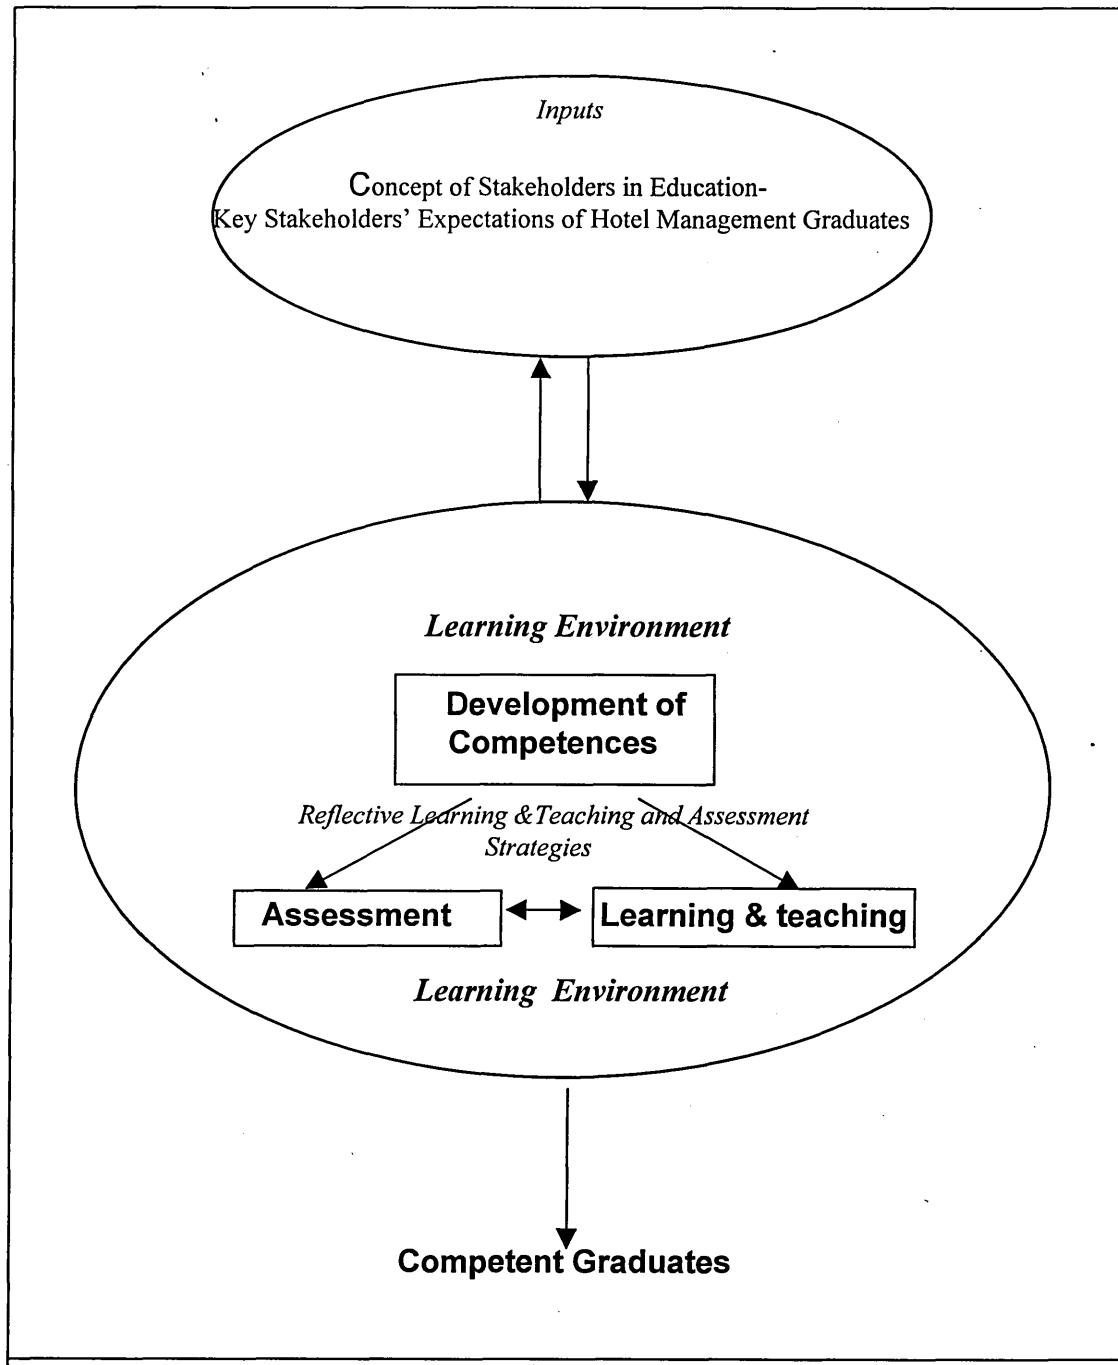 Inputs
Concept of Stakeholders in Education-
Key Stakeholders' Expectations of Hotel Management Graduates
Learning Environment
Development of
Competences
Reflective Learning & Teaching and Assessment
Strategies
Assessment
Learning & teaching
Learning Environment
Competent Graduates